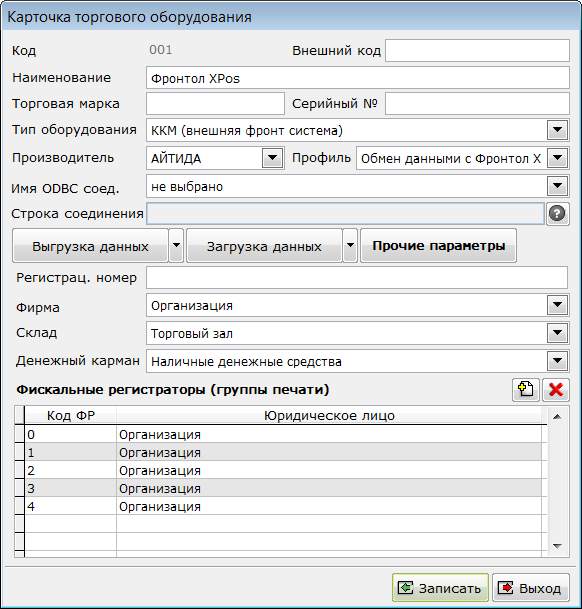 Карточка торгового оборудования
Код 001 Внешний код
Наименование Фронтол XPos
Торговая марка Серийный №
Тип оборудования ККМ (внешняя фронт система)
Производитель АЙТИДА Профиль Обмен данными с Фронтол X
Имя ODBC соед. не выбрано
Строка соединения ?
Выгрузка данных Загрузка данных Прочие параметры
Регистрац. номер
Фирма Организация
Склад Торговый зал
Денежный карман Наличные денежные средства
Фискальные регистраторы (группы печати)
Код ФР Юридическое лицо
0 Организация
1 Организация
2 Организация
3 Организация
4 Организация
Записать Выход